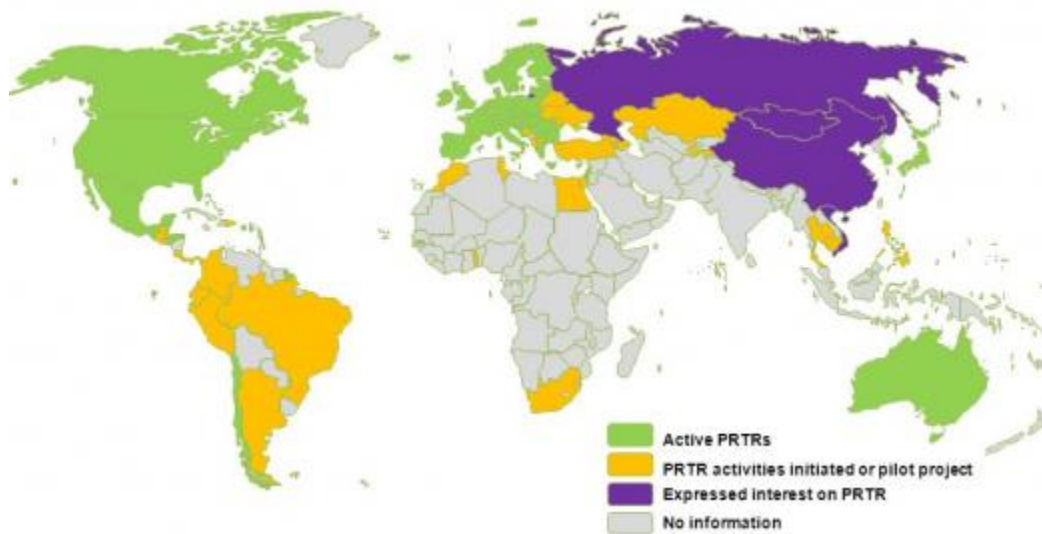 Active PRTRs
PRTR activities initiated or pilot project
Expressed interest on PRTR
No information